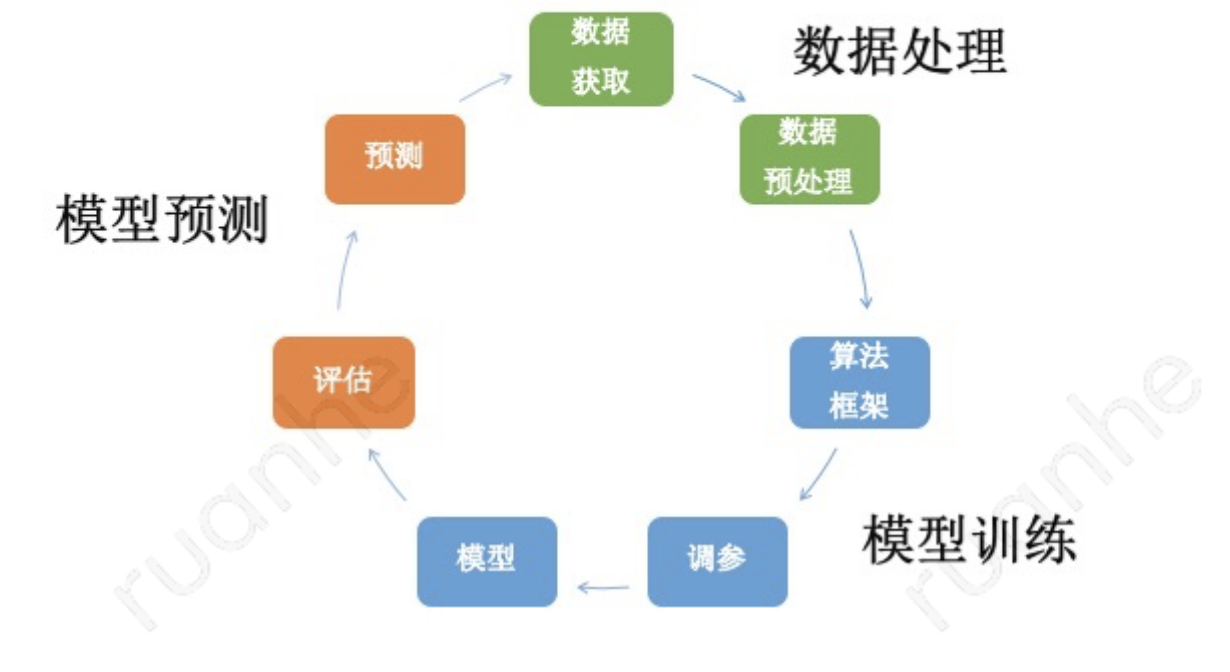 数据
获取
数据处理
数据
预处理
预测
模型预测
算法
框架
评估
模型
调参
模型训练
ruanhe
ruanhe